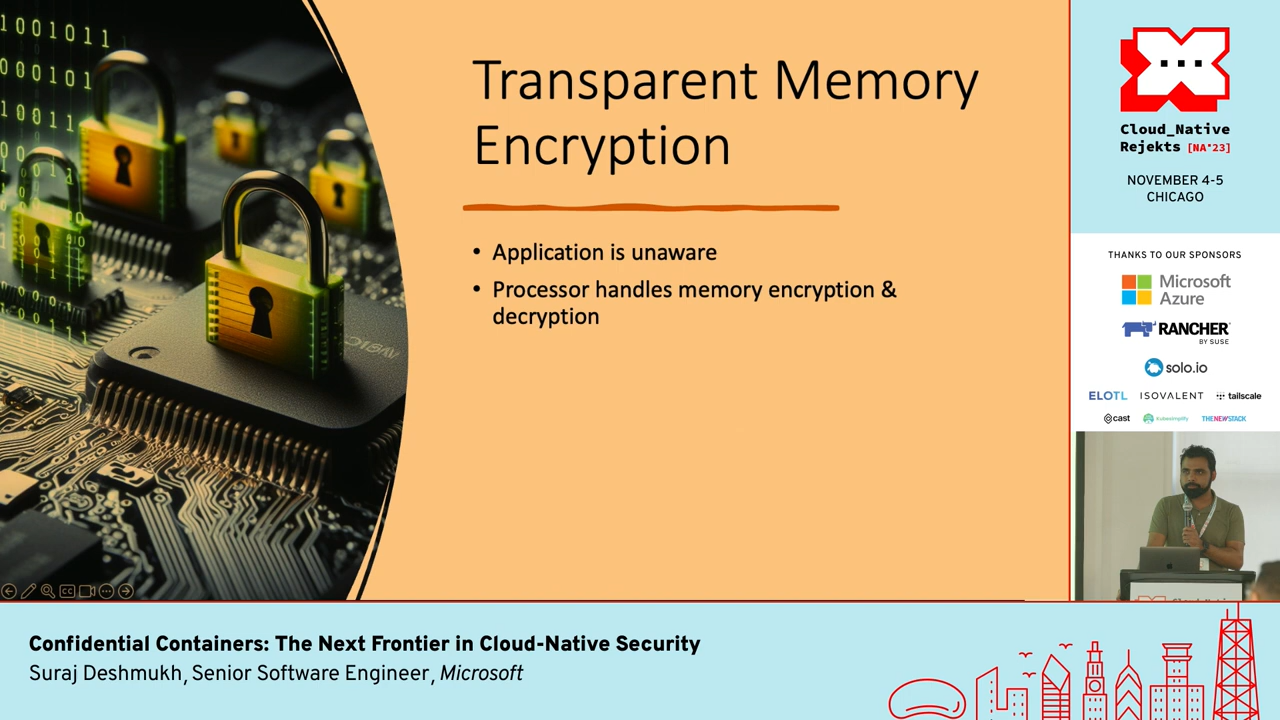 Transparent Memory
Encryption
• Application is unaware
• Processor handles memory encryption &
decryption
Cloud_Native
Rejekts [NA'23]
NOVEMBER 4-5
CHICAGO
THANKS TO OUR SPONSORS
Microsoft
Azure
RANCHER
BY SUSE
solo.io
ELOTL ISOVALENT tailscale
cast kubesimplify THENEWSTACK
Confidential Containers: The Next Frontier in Cloud-Native Security
Suraj Deshmukh, Senior Software Engineer, Microsoft